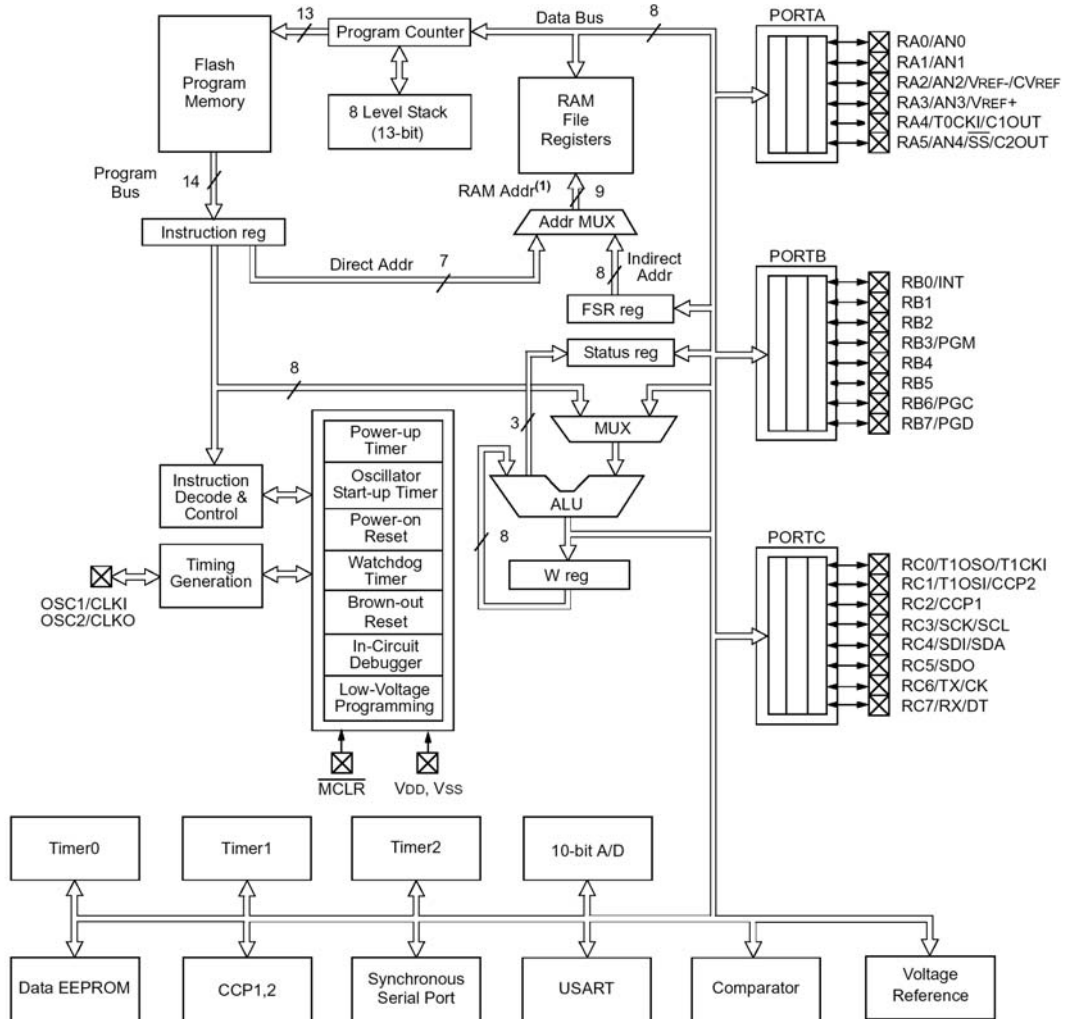 13
Program Counter
Data Bus
8
PORTA
Flash
Program
Memory
8 Level Stack
(13-bit)
RAM
File
Registers
RA0/AN0
RA1/AN1
RA2/AN2/VREF-/CVREF
RA3/AN3/VREF+
RA4/T0CKI/C1OUT
RA5/AN4/SS/C2OUT
Program
Bus
14
RAM Addr(1)
9
Addr MUX
Instruction reg
Direct Addr
7
8
Indirect
Addr
FSR reg
Status reg
PORTB
RB0/INT
RB1
RB2
RB3/PGM
RB4
RB5
RB6/PGC
RB7/PGD
8
3
MUX
ALU
8
W reg
Instruction
Decode &
Control
Timing
Generation
OSC1/CLKI
OSC2/CLKO
Power-up
Timer
Oscillator
Start-up Timer
Power-on
Reset
Watchdog
Timer
Brown-out
Reset
In-Circuit
Debugger
Low-Voltage
Programming
MCLR
VDD, VSS
PORTC
RC0/T1OSO/T1CKI
RC1/T1OSI/CCP2
RC2/CCP1
RC3/SCK/SCL
RC4/SDI/SDA
RC5/SDO
RC6/TX/CK
RC7/RX/DT
Timer0
Timer1
Timer2
10-bit A/D
Data EEPROM
CCP1,2
Synchronous
Serial Port
USART
Comparator
Voltage
Reference